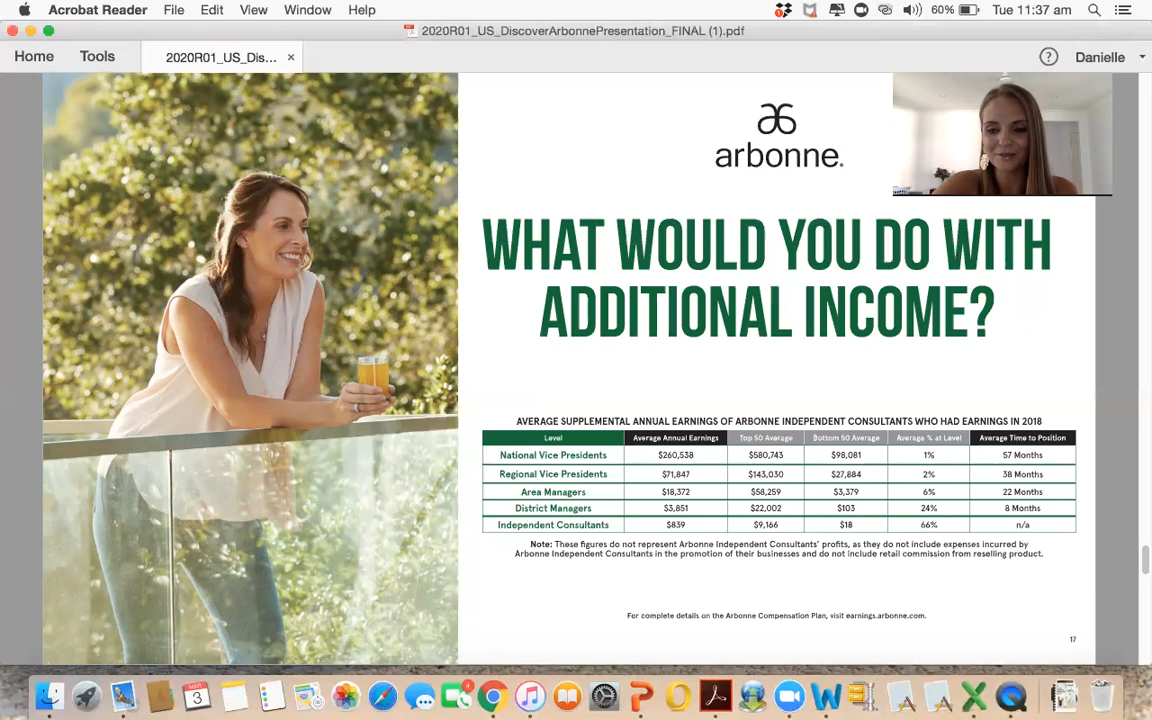 Acrobat Reader File Edit View Window Help 60% Tue 11:37 am
2020R01_US_DiscoverArbonnePresentation_FINAL (1).pdf
Home Tools 2020R01_US_Dis... × ? Danielle
arbonne.
WHAT WOULD YOU DO WITH
ADDITIONAL INCOME?
AVERAGE SUPPLEMENTAL ANNUAL EARNINGS OF ARBONNE INDEPENDENT CONSULTANTS WHO HAD EARNINGS IN 2018
Level Average Annual Earnings Top 50 Average Bottom 50 Average Average % at Level Average Time to Position
National Vice Presidents $260,538 $580,743 $98,081 1% 57 Months
Regional Vice Presidents $71,847 $143,030 $27,884 2% 38 Months
Area Managers $18,372 $58,259 $3,379 6% 22 Months
District Managers $3,851 $22,002 $103 24% 8 Months
Independent Consultants $839 $9,166 $18 66% n/a
Note: These figures do not represent Arbonne Independent Consultants' profits, as they do not include expenses incurred by
Arbonne Independent Consultants in the promotion of their businesses and do not include retail commission from reselling product.
For complete details on the Arbonne Compensation Plan, visit earnings.arbonne.com.
17
MAR
3
4